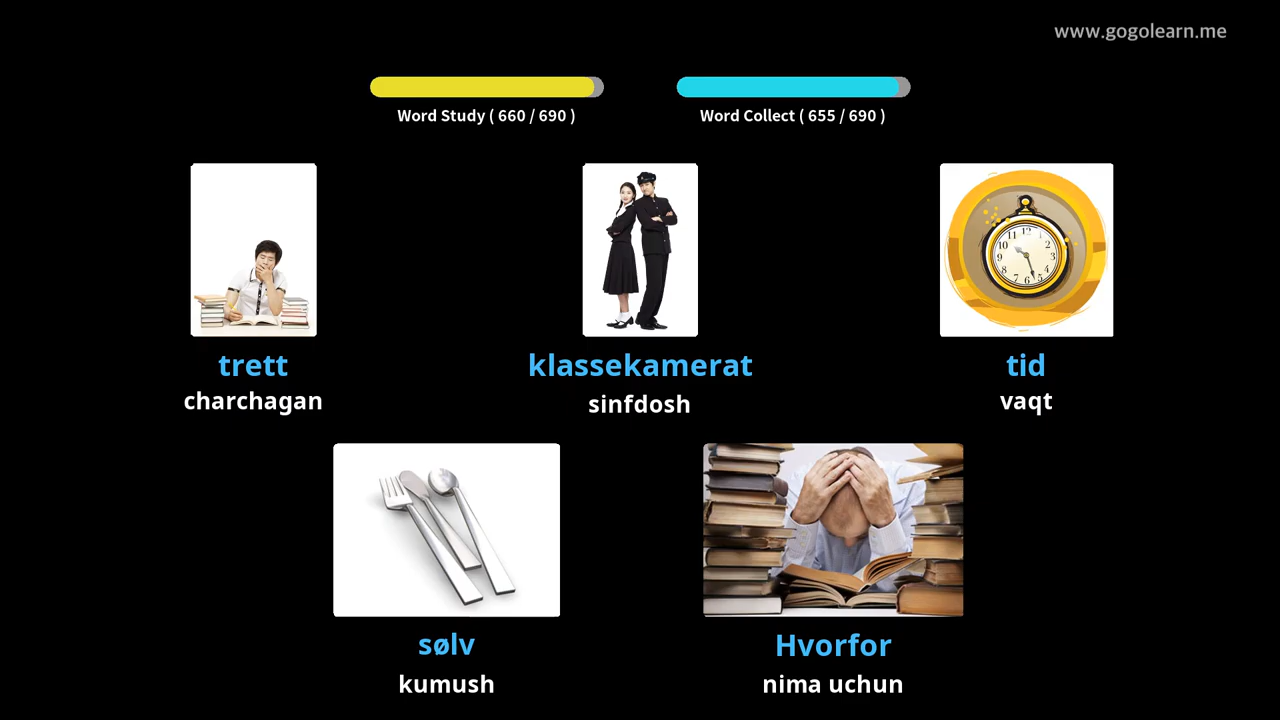 www.gogolearn.me
Word Study ( 660 / 690 )
Word Collect ( 655 / 690 )
trett
charchagan
klassekamerat
sinfdosh
tid
vaqt
sølv
kumush
Hvorfor
nima uchun